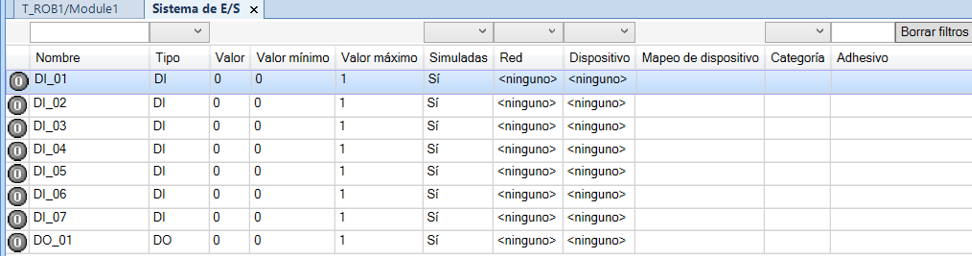 T_ROB1/Module1 Sistema de E/S x
Borrar filtros
Nombre Tipo Valor Valor mínimo Valor máximo Simuladas Red Dispositivo Mapeo de dispositivo Categoría Adhesivo
0 DI_01 DI 0 0 1 Sí <ninguno> <ninguno>
0 DI_02 DI 0 0 1 Sí <ninguno> <ninguno>
0 DI_03 DI 0 0 1 Sí <ninguno> <ninguno>
0 DI_04 DI 0 0 1 Sí <ninguno> <ninguno>
0 DI_05 DI 0 0 1 Sí <ninguno> <ninguno>
0 DI_06 DI 0 0 1 Sí <ninguno> <ninguno>
0 DI_07 DI 0 0 1 Sí <ninguno> <ninguno>
0 DO_01 DO 0 0 1 Sí <ninguno> <ninguno>